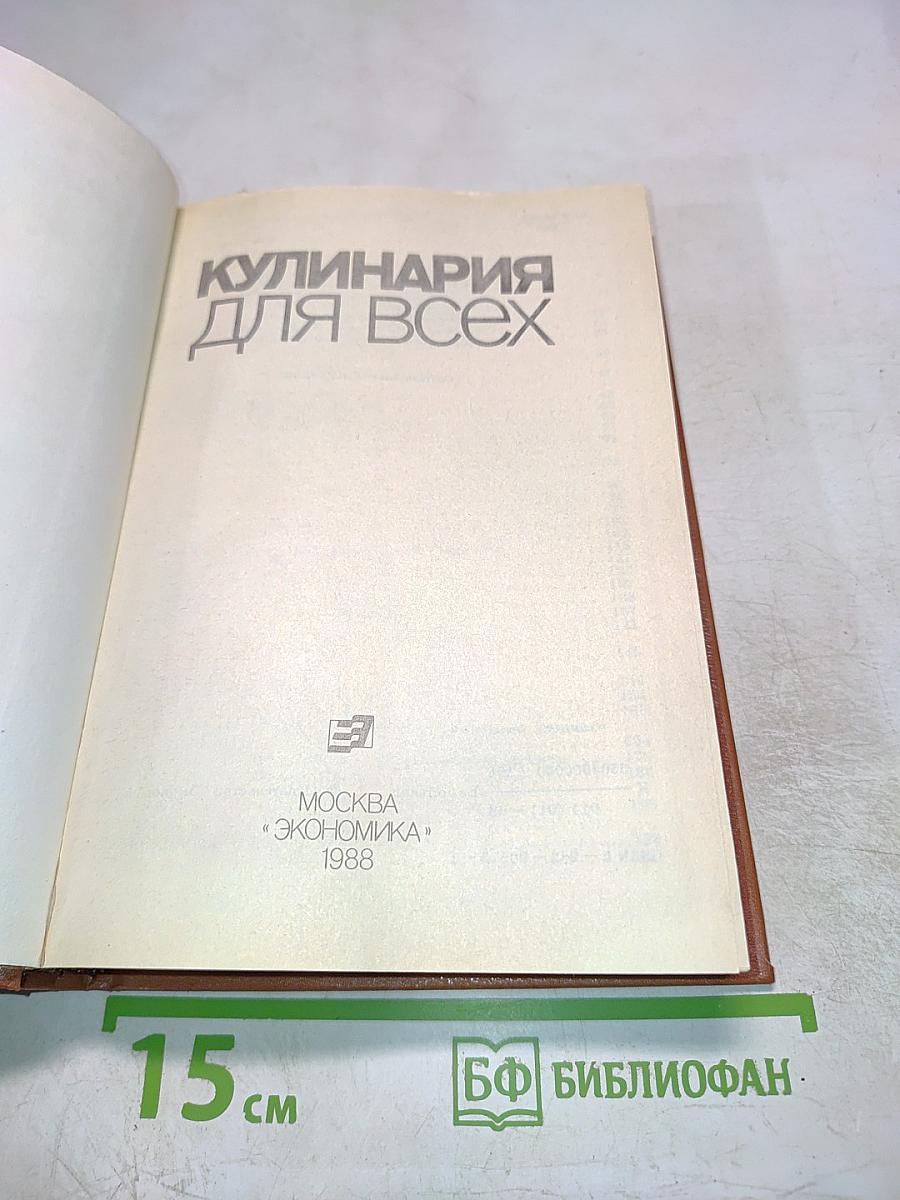 КУЛИНАРИЯ
ДЛЯ ВСЕХ
МОСКВА
«ЭКОНОМИКА»
1988
15 см
БФ БИБЛИОФАН